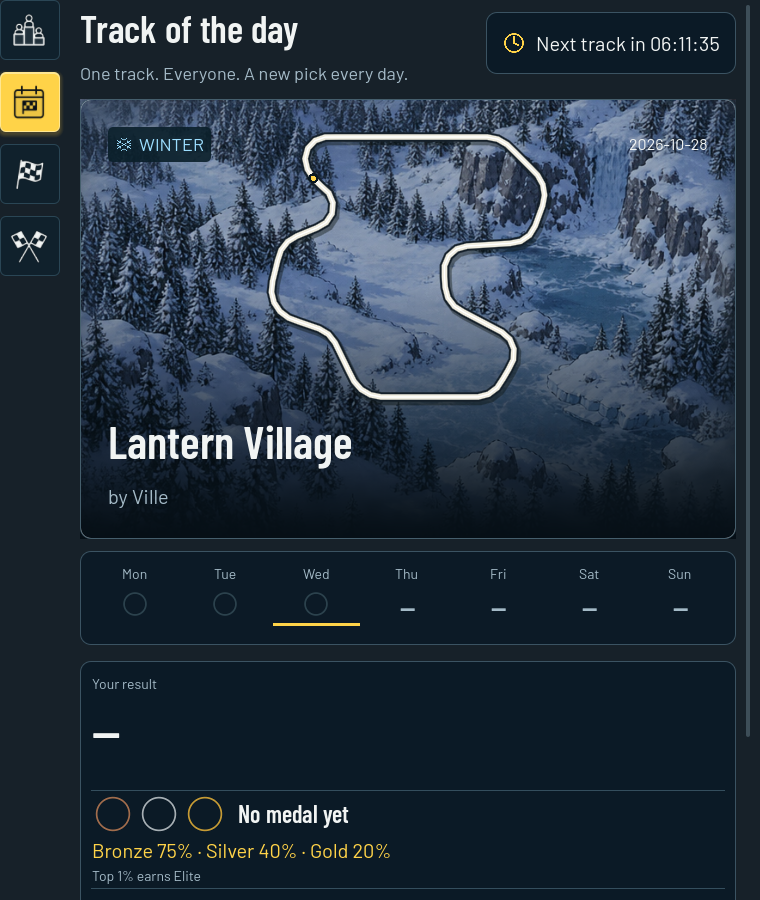 Track of the day
Next track in 06:11:35
One track. Everyone. A new pick every day.
WINTER
2026-10-28
Lantern Village
by Ville
Mon Tue Wed Thu Fri Sat Sun
– – – –
Your result
–
No medal yet
Bronze 75% · Silver 40% · Gold 20%
Top 1% earns Elite